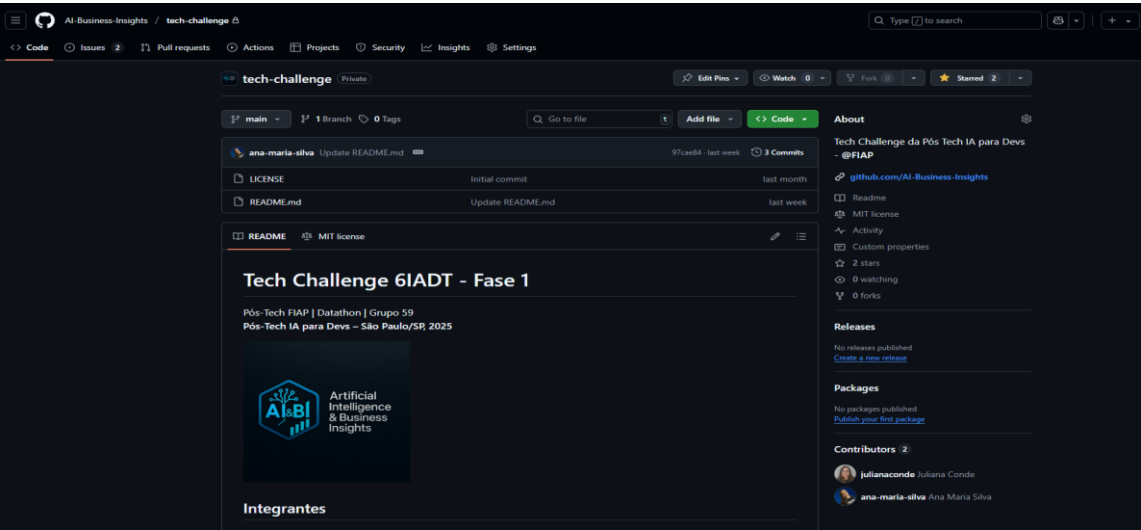 AI-Business-Insights / tech-challenge
Type / to search
Code Issues 2 Pull requests Actions Projects Security Insights Settings
tech-challenge Private
Edit Pins Watch 0 Fork 0 Starred 2
main 1 Branch 0 Tags
Go to file t
Add file
Code
ana-maria-silva Update README.md
97cae84 · last week 3 Commits
LICENSE Initial commit last month
README.md Update README.md last week
README MIT license
Tech Challenge 6IADT - Fase 1
Pós-Tech FIAP | Datathon | Grupo 59
Pós-Tech IA para Devs – São Paulo/SP, 2025
AI&BI
Artificial
Intelligence
& Business
Insights
Integrantes
About
Tech Challenge da Pós Tech IA para Devs
- @FIAP
github.com/AI-Business-Insights
Readme
MIT license
Activity
Custom properties
2 stars
0 watching
0 forks
Releases
No releases published
Create a new release
Packages
No packages published
Publish your first package
Contributors 2
julianaconde Juliana Conde
ana-maria-silva Ana Maria Silva